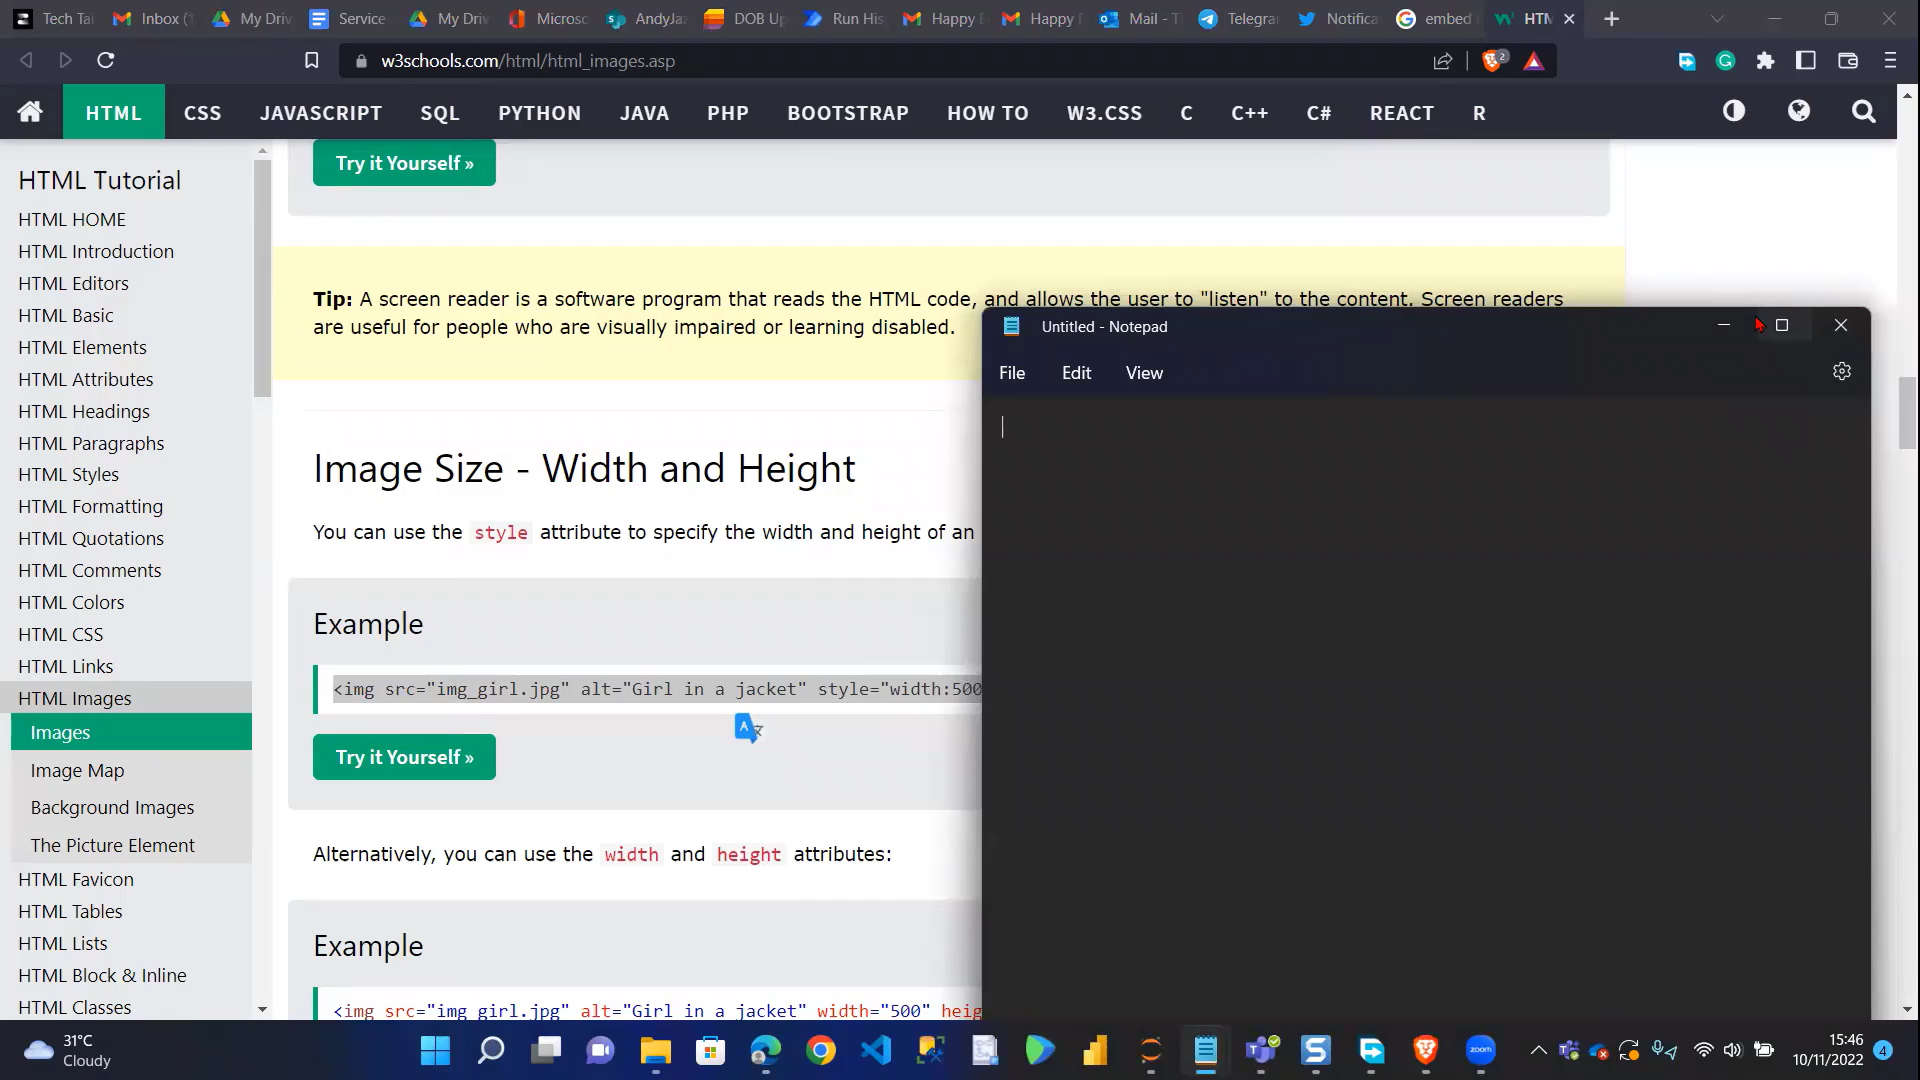 Tech Ta
Inbox (1
My Driv
Service
My Driv
Microso
AndyJa
DOB Up
Run His
Happy B
Happy
Mail - T
Telegra
Notifica
embed
HTM
w3schools.com/html/html_images.asp
2
HTML CSS JAVASCRIPT SQL PYTHON JAVA PHP BOOTSTRAP HOW TO W3.CSS C C++ C# REACT R
HTML Tutorial
HTML HOME
HTML Introduction
HTML Editors
HTML Basic
HTML Elements
HTML Attributes
HTML Headings
HTML Paragraphs
HTML Styles
HTML Formatting
HTML Quotations
HTML Comments
HTML Colors
HTML CSS
HTML Links
HTML Images
Images
Image Map
Background Images
The Picture Element
HTML Favicon
HTML Tables
HTML Lists
HTML Block & Inline
HTML Classes
Try it Yourself »
Tip: A screen reader is a software program that reads the HTML code, and allows the user to "listen" to the content. Screen readers
are useful for people who are visually impaired or learning disabled.
Image Size - Width and Height
You can use the style attribute to specify the width and height of an
Example
<img src="img_girl.jpg" alt="Girl in a jacket" style="width:500
Try it Yourself »
Alternatively, you can use the width and height attributes:
Example
<img src="img_girl.jpg" alt="Girl in a jacket" width="500" heig
Untitled - Notepad
File Edit View
31°C
Cloudy
zoom
15:46
10/11/2022
4